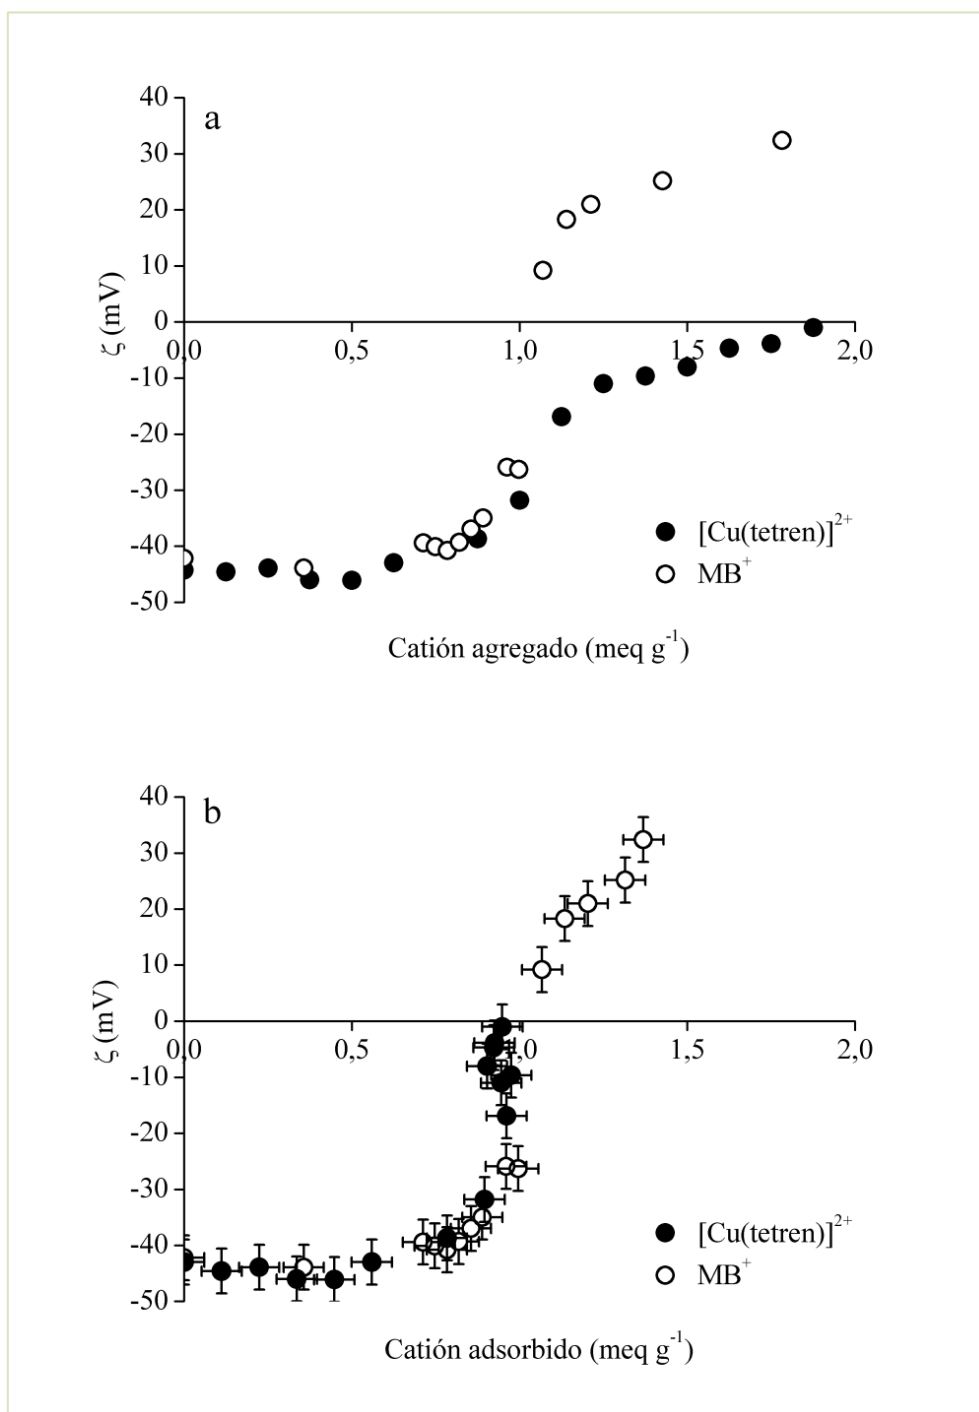 a
40
30
20
10
0
-10
-20
-30
-40
-50
ζ (mV)
0,0 0,5 1,0 1,5 2,0
[Cu(tetren)]²⁺
MB⁺
Catión agregado (meq g⁻¹)
b
40
30
20
10
0
-10
-20
-30
-40
-50
ζ (mV)
0,0 0,5 1,0 1,5 2,0
[Cu(tetren)]²⁺
MB⁺
Catión adsorbido (meq g⁻¹)